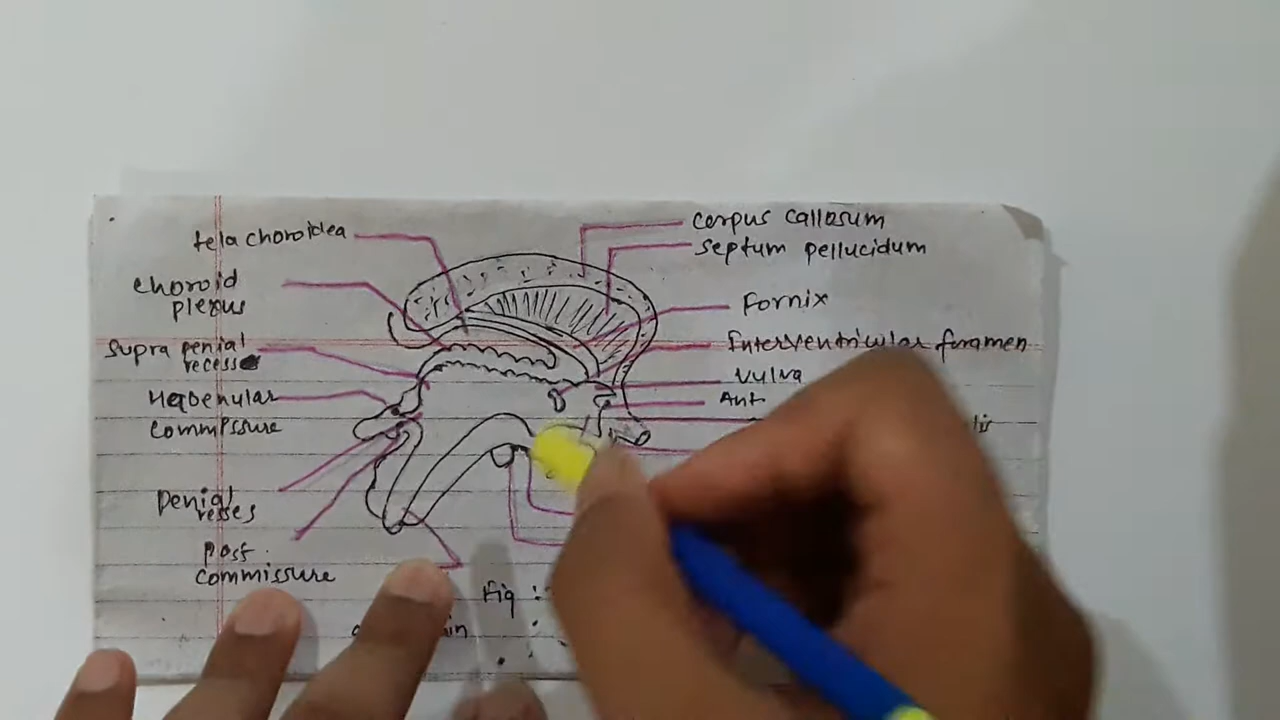 tela choroidea
choroid
plexus
supra penial
recess
Habenular
commissure
penial
resses
post.
commissure
corpus callosum
septum pellucidum
Fornix
Interventricular foramen
vulva
Ant
Fig :